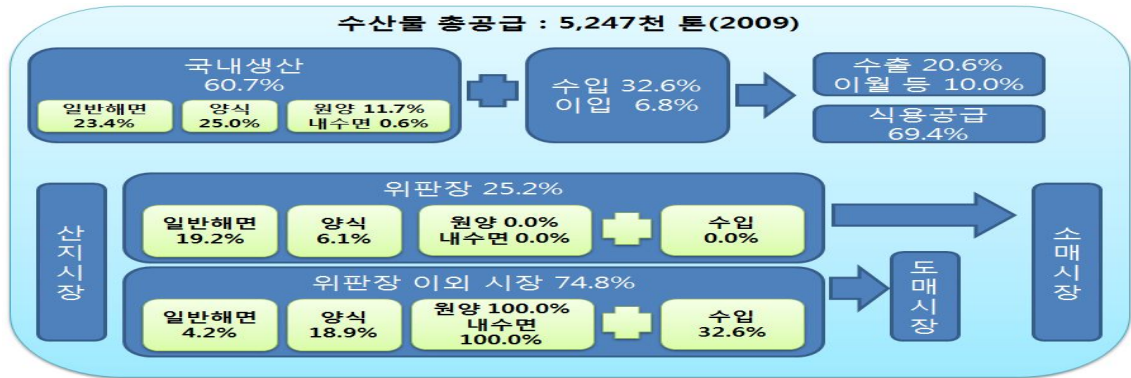 수산물 총공급 : 5,247천 톤(2009)
국내생산
60.7%
일반해면
23.4%
양식
25.0%
원양 11.7%
내수면 0.6%
수입 32.6%
이입 6.8%
수출 20.6%
이월 등 10.0%
식용공급
69.4%
산지시장
위판장 25.2%
일반해면
19.2%
양식
6.1%
원양 0.0%
내수면 0.0%
수입
0.0%
위판장 이외 시장 74.8%
일반해면
4.2%
양식
18.9%
원양 100.0%
내수면
100.0%
수입
32.6%
도매시장
소매시장